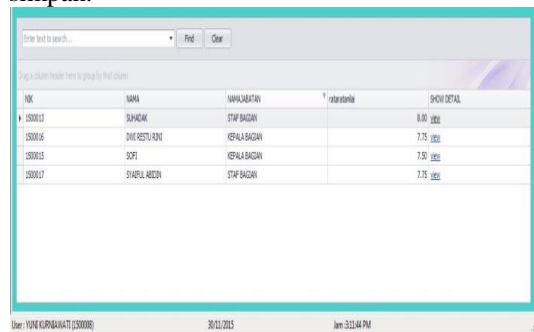 simpan.
Enter text to search... Find Clear
Drag a column header here to group by that column
NIK NAMA NAMAJABATAN rataratanilai SHOW DETAIL
1500013 SUHADAK STAF BAGIAN 8.00 view
1500016 DWI RESTU RINI KEPALA BAGIAN 7.75 view
1500015 SOFI KEPALA BAGIAN 7.50 view
1500017 SYAIFUL ABIDIN STAF BAGIAN 7.75 view
User : YUNI KURNIAWATI (1500008) 30/11/2015 Jam :3:11:44 PM